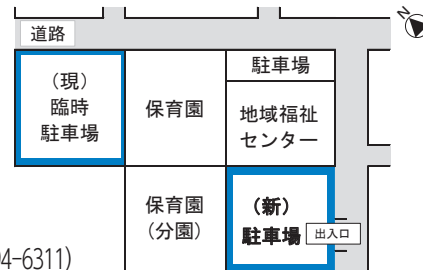 N
道路
(現)
臨時
駐車場
保育園
駐車場
地域福祉
センター
保育園
(分園)
(新)
駐車場
出入口
4-6311)